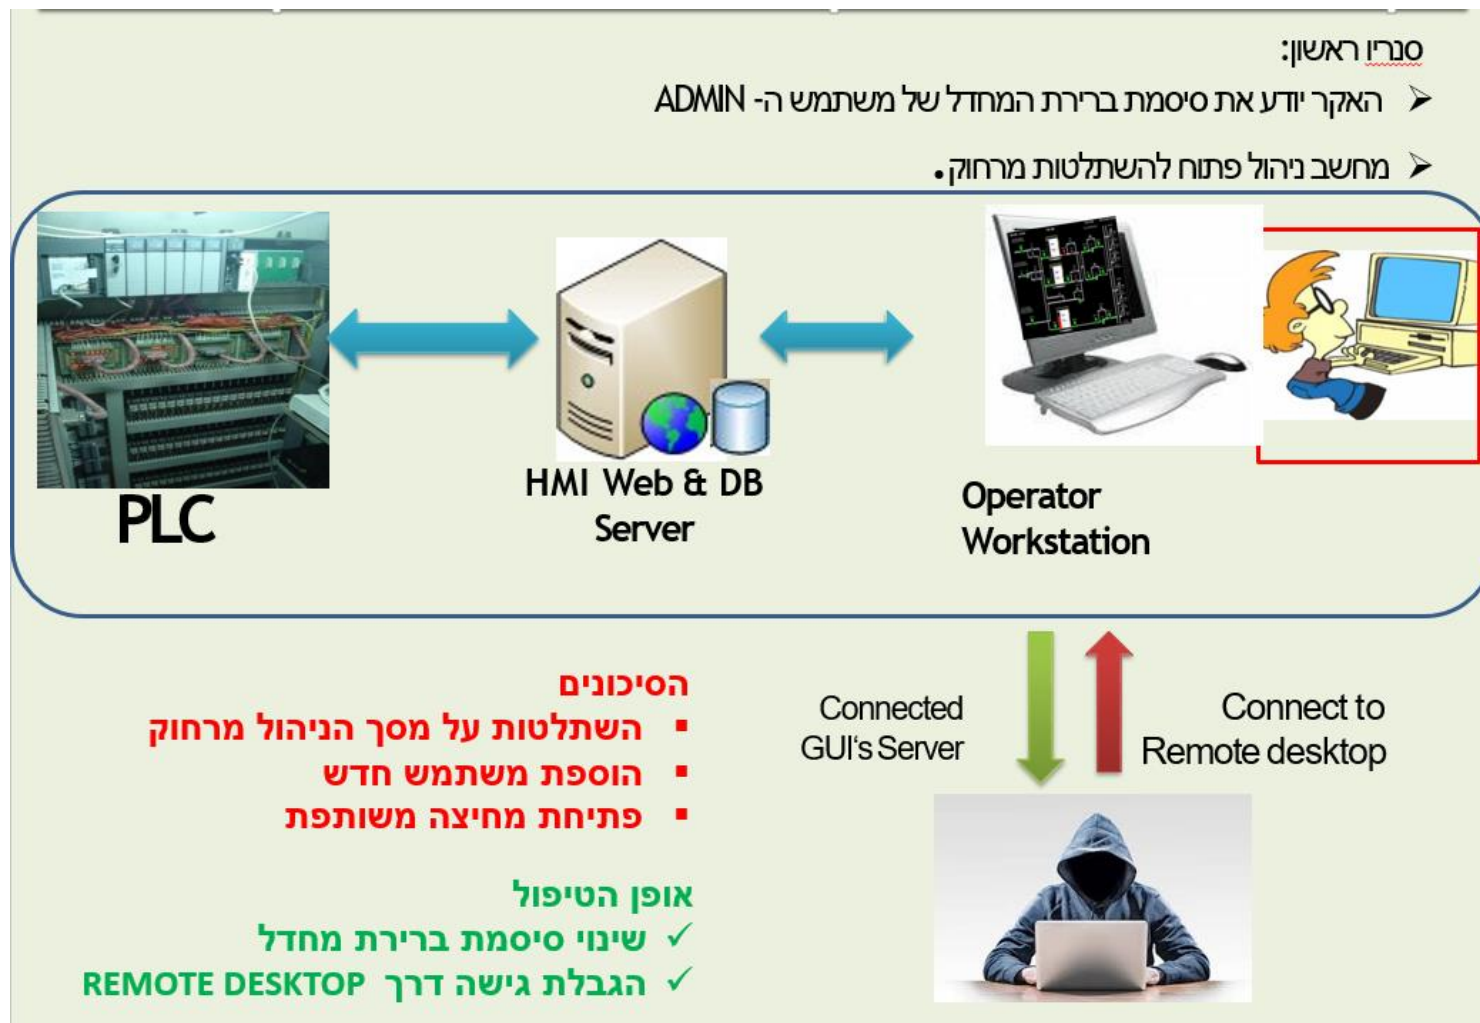 סנריו ראשון:
האקר יודע את סיסמת ברירת המחדל של משתמש ה- ADMIN
מחשב ניהול פתוח להשתלטות מרחוק.
PLC
HMI Web & DB
Server
Operator
Workstation
Connected
GUI's Server
Connect to
Remote desktop
הסיכונים
השתלטות על מסך הניהול מרחוק
הוספת משתמש חדש
פתיחת מחיצה משותפת
אופן הטיפול
שינוי סיסמת ברירת מחדל
הגבלת גישה דרך REMOTE DESKTOP